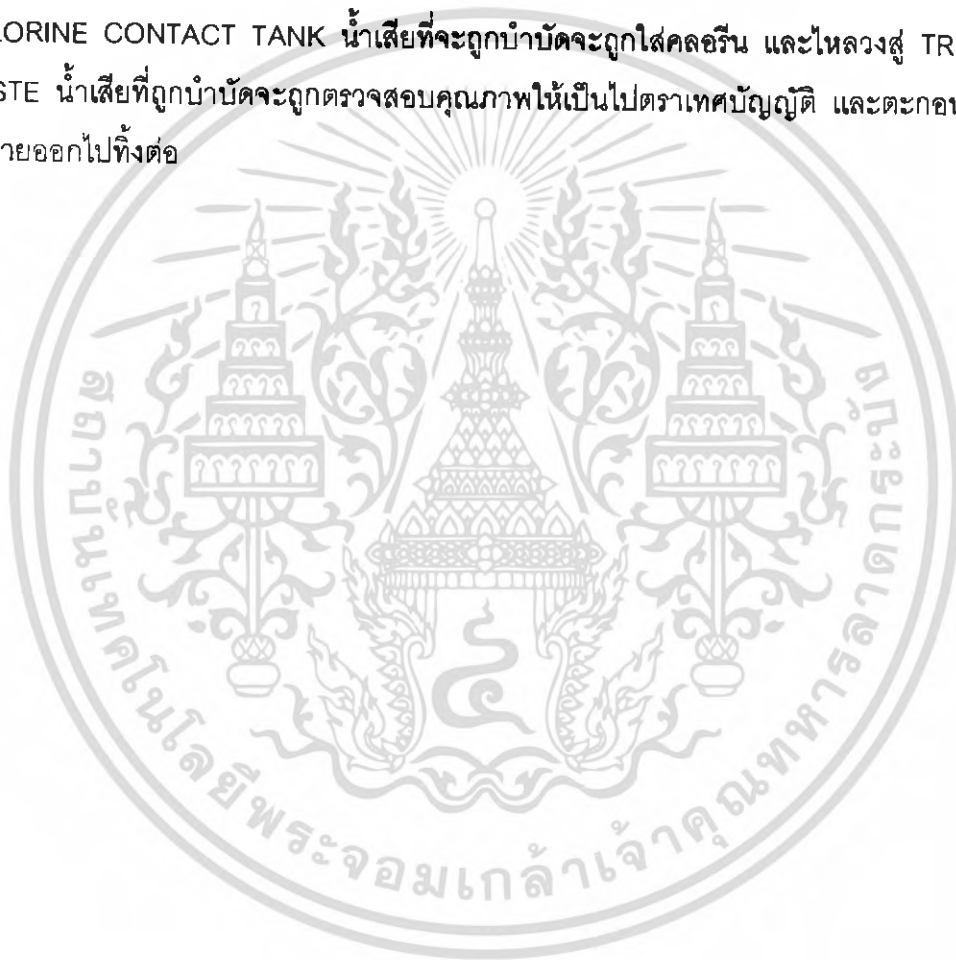 LORINE CONTACT TANK น้ำเสียที่จะถูกบำบัดจะถูกใส่คลอรีน และไหลวงสู่ TR
STE น้ำเสียที่ถูกบำบัดจะถูกตรวจสอบคุณภาพให้เป็นไปตราเทศบัญญัติ และตะกอน
ายออกไปทิ้งต่อ
สถาบันเทคโนโลยีพระจอมเกล้าเจ้าคุณทหารลาดกระบัง
๔